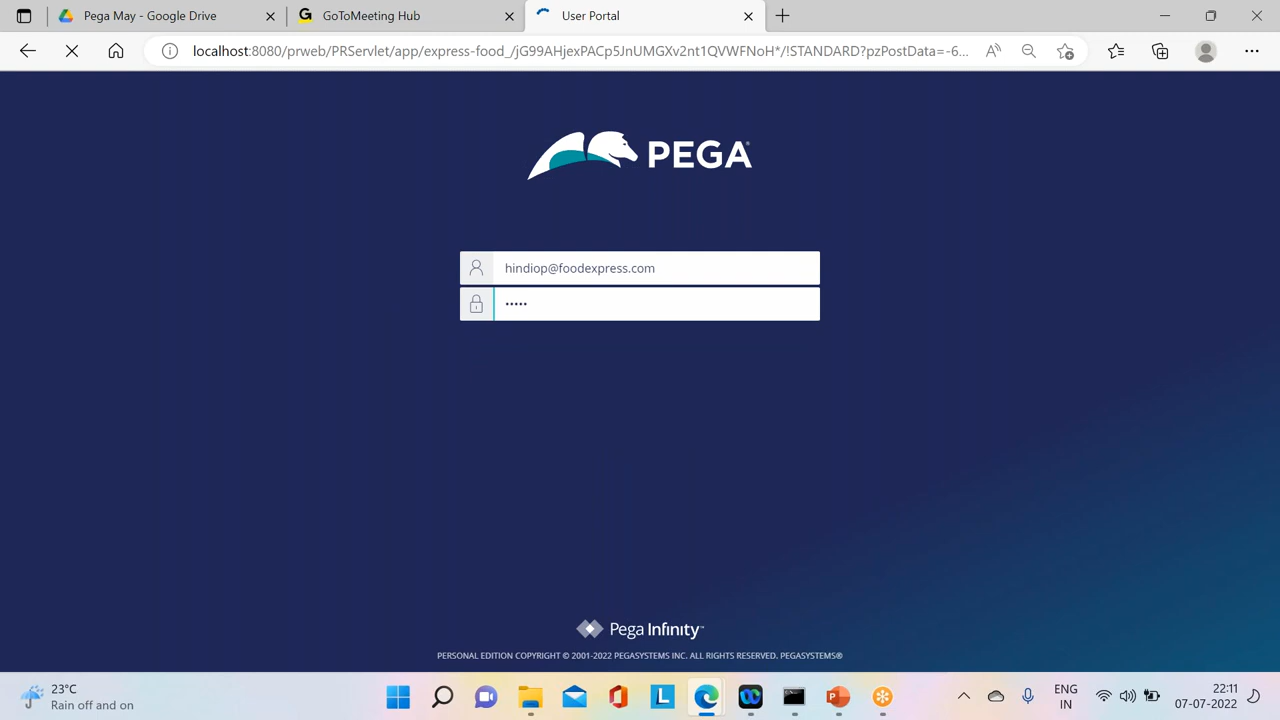 Pega May - Google Drive
GoToMeeting Hub
User Portal
localhost:8080/prweb/PRServlet/app/express-food_/jG99AHjexPACp5JnUMGXv2nt1QVWFNoH*/!STANDARD?pzPostData=-6...
PEGA
hindiop@foodexpress.com
•••••
Pega Infinity™
PERSONAL EDITION COPYRIGHT © 2001-2022 PEGASYSTEMS INC. ALL RIGHTS RESERVED. PEGASYSTEMS®
23°C
Rain off and on
ENG
IN
22:11
07-07-2022